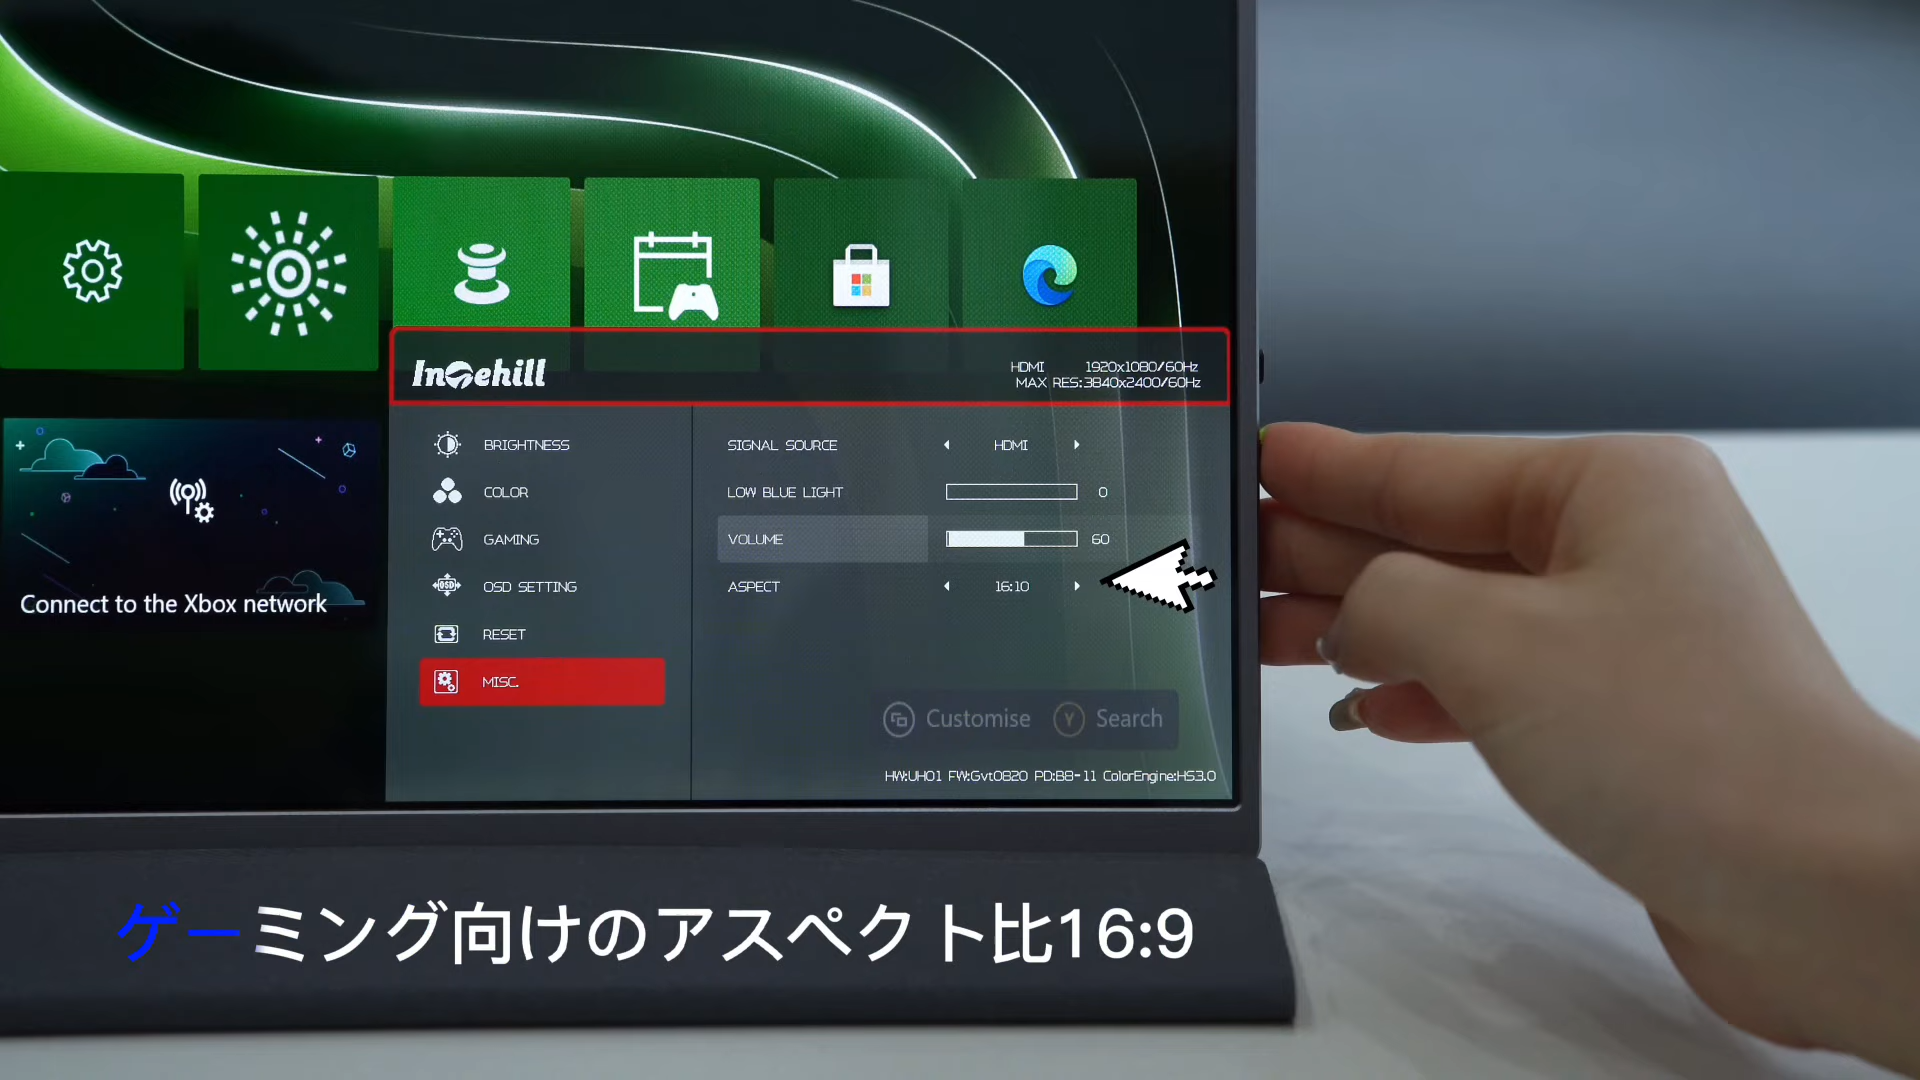 Ingehill
HDMI 1920x1080/60Hz
MAX RES:3840x2400/60Hz
BRIGHTNESS
COLOR
GAMING
OSD SETTING
RESET
MISC.
SIGNAL SOURCE HDMI
LOW BLUE LIGHT 0
VOLUME 60
ASPECT 16:10
Connect to the Xbox network
Customise Y Search
HW:UH01 FW:Gvt0820 PD:B8-11 ColorEngine:HS3.0
ゲーミング向けのアスペクト比16:9